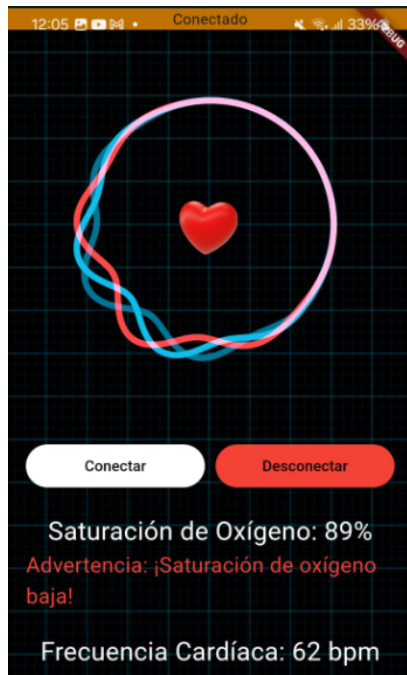 Conectado
12:05 • 33%
Conectar
Desconectar
Saturación de Oxígeno: 89%
Advertencia: ¡Saturación de oxígeno
baja!
Frecuencia Cardíaca: 62 bpm